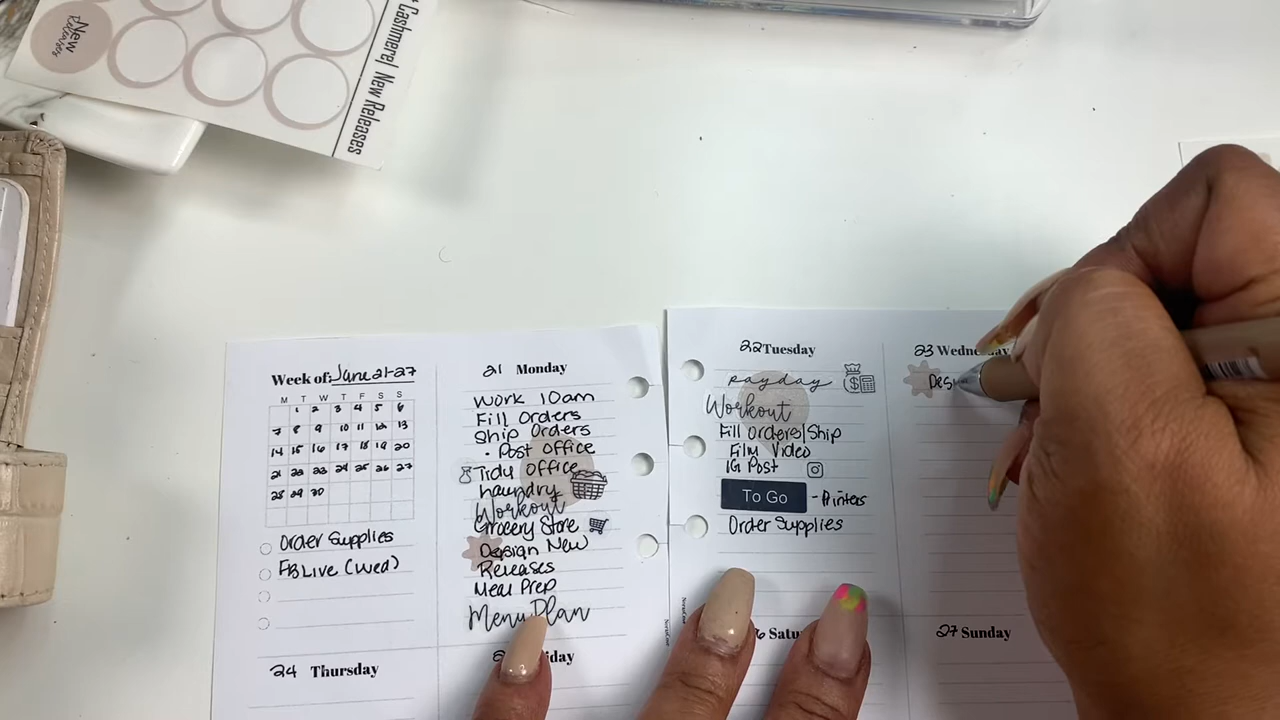 New
Releases
Cashmere| New Releases
Week of: June 21-27
M T W T F S S
1 2 3 4 5 6
7 8 9 10 11 12 13
14 15 16 17 18 19 20
21 22 23 24 25 26 27
28 29 30
Order Supplies
FB Live (Wed)
21 Monday
Work 10am
Fill Orders
Ship Orders
• Post Office
Tidy Office
Laundry
Workout
Grocery Store
Design New
Releases
Meal Prep
Menu Plan
22 Tuesday
payday
Workout
Fill Orders|Ship
Film Video
IG Post
To Go - Printers
Order Supplies
23 Wednesday
Des
24 Thursday
27 Sunday